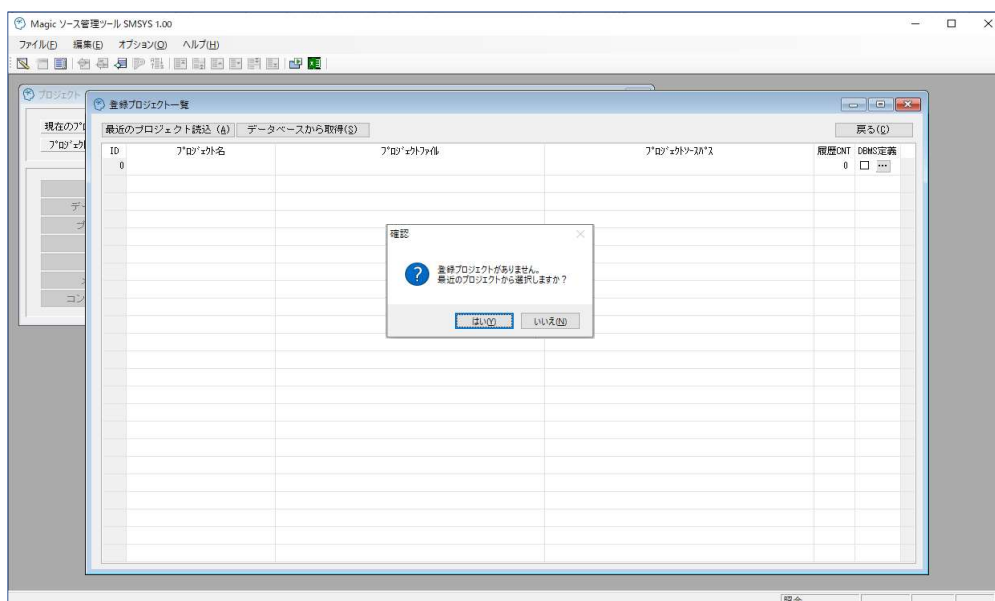 Magic ソース管理ツール SMSYS 1.00
ファイル(F) 編集(E) オプション(O) ヘルプ(H)
プロジェクト
登録プロジェクト一覧
現在のﾌﾟﾛ
最近のプロジェクト読込 (A) データベースから取得(S) 戻る(C)
ﾌﾟﾛｼﾞｪｸﾄ
ID ﾌﾟﾛｼﾞｪｸﾄ名 ﾌﾟﾛｼﾞｪｸﾄﾌｧｲﾙ ﾌﾟﾛｼﾞｪｸﾄｿｰｽﾊﾟｽ 履歴CNT DBMS定義
0 0 ...
デー
プ
コン
確認
登録プロジェクトがありません。
最近のプロジェクトから選択しますか？
はい(Y) いいえ(N)
照会